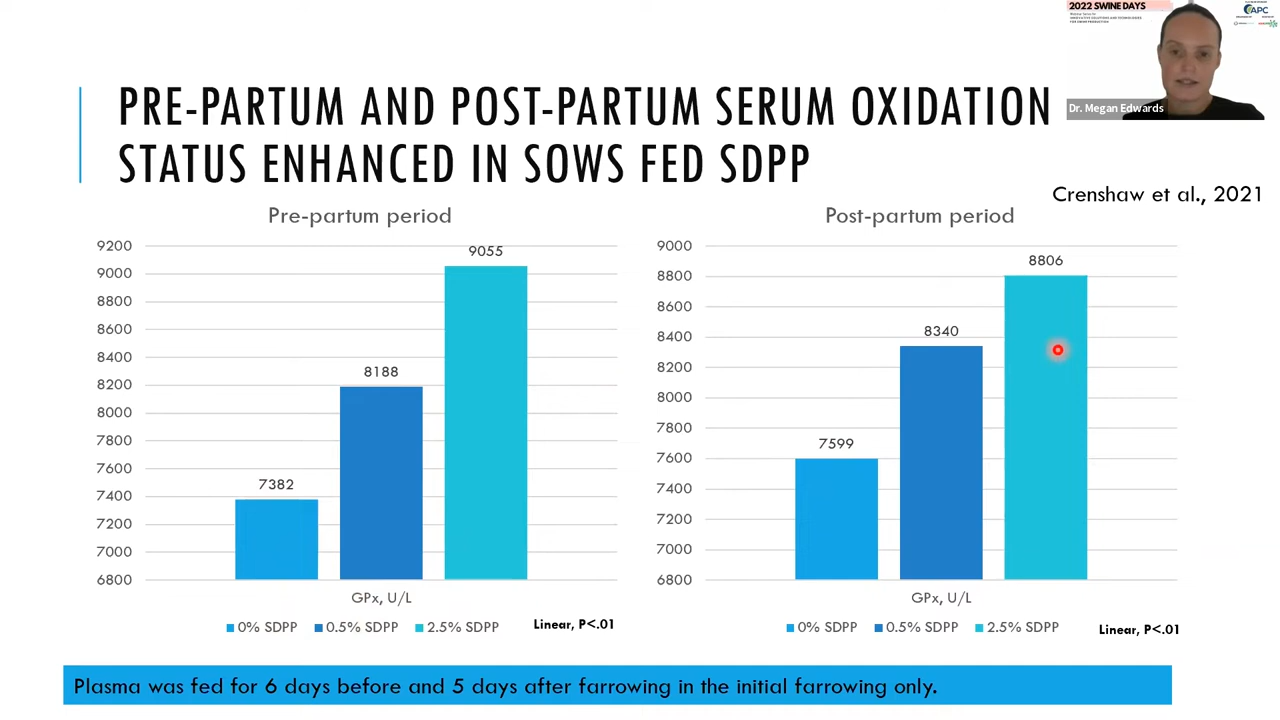 2022 SWINE DAYS
APC
Dr. Megan Edwards
PRE-PARTUM AND POST-PARTUM SERUM OXIDATION
STATUS ENHANCED IN SOWS FED SDPP
Crenshaw et al., 2021
Pre-partum period
9200
9000
8800
8600
8400
8200
8000
7800
7600
7400
7200
7000
6800
7382
8188
9055
GPx, U/L
0% SDPP 0.5% SDPP 2.5% SDPP
Linear, P<.01
Post-partum period
9000
8800
8600
8400
8200
8000
7800
7600
7400
7200
7000
6800
7599
8340
8806
GPx, U/L
0% SDPP 0.5% SDPP 2.5% SDPP
Linear, P<.01
Plasma was fed for 6 days before and 5 days after farrowing in the initial farrowing only.